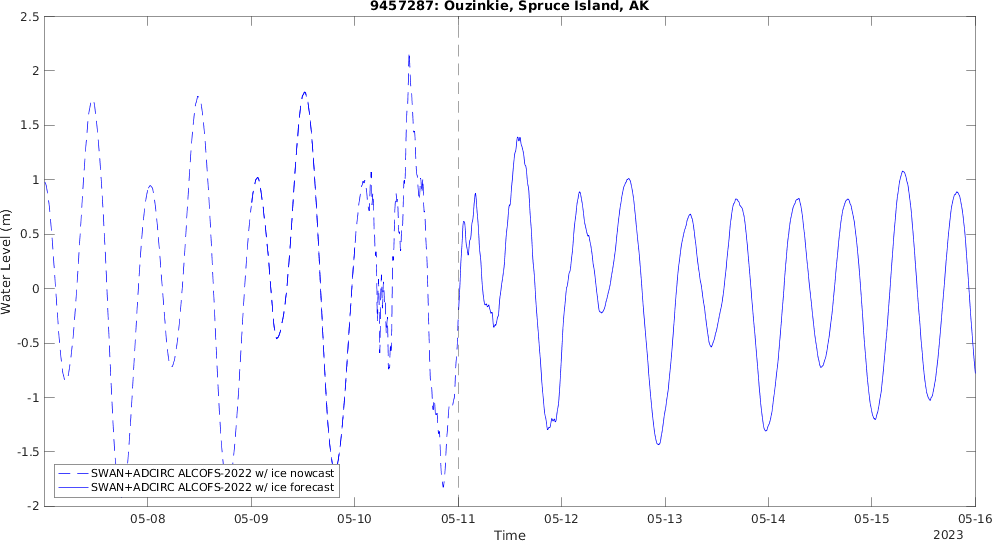 9457287: Ouzinkie, Spruce Island, AK
2.5
2
1.5
1
0.5
0
-0.5
-1
-1.5
-2
Water Level (m)
SWAN+ADCIRC ALCOFS-2022 w/ ice nowcast
SWAN+ADCIRC ALCOFS-2022 w/ ice forecast
05-08 05-09 05-10 05-11 05-12 05-13 05-14 05-15 05-16
Time
2023